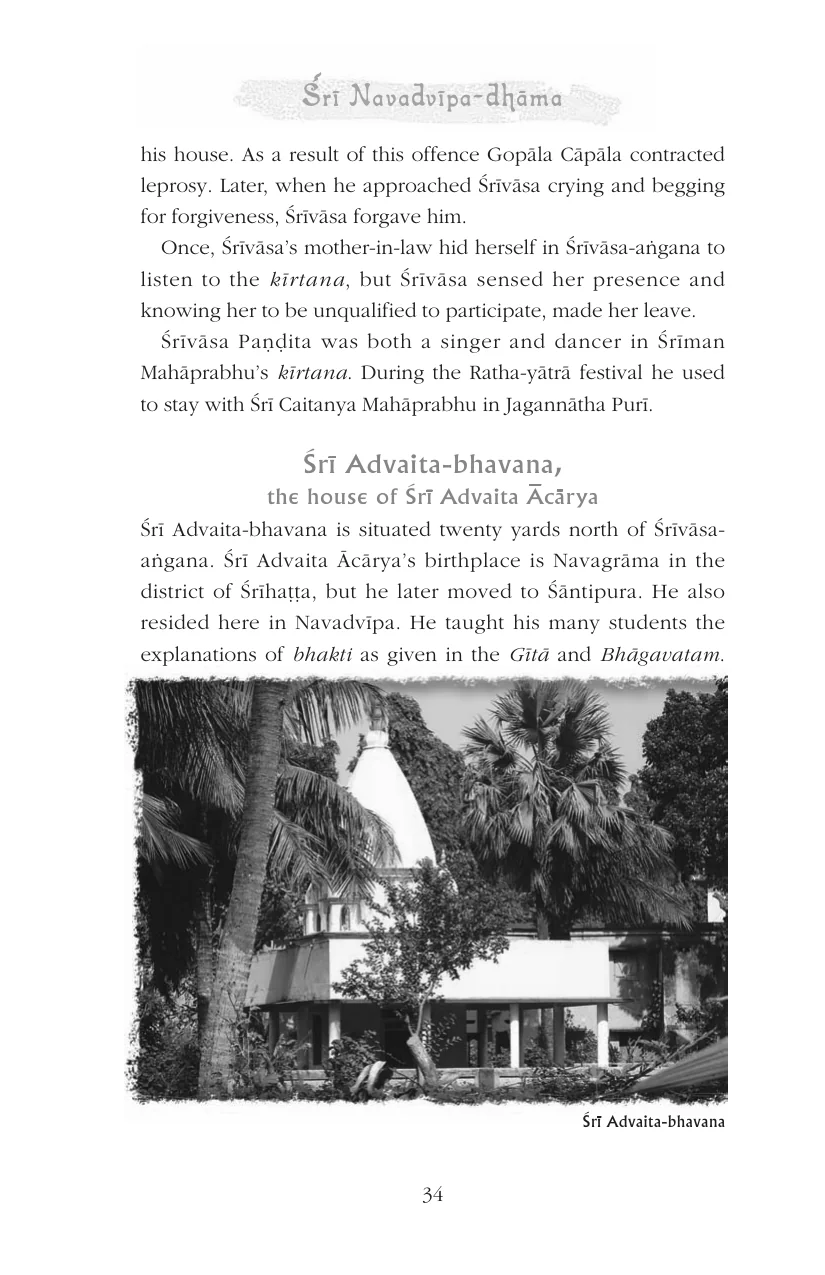 Śrī Navadvīpa-dhāma
his house. As a result of this offence Gopāla Cāpāla contracted
leprosy. Later, when he approached Śrīvāsa crying and begging
for forgiveness, Śrīvāsa forgave him.
Once, Śrīvāsa’s mother-in-law hid herself in Śrīvāsa-aṅgana to
listen to the kīrtana, but Śrīvāsa sensed her presence and
knowing her to be unqualified to participate, made her leave.
Śrīvāsa Paṇḍita was both a singer and dancer in Śrīman
Mahāprabhu’s kīrtana. During the Ratha-yātrā festival he used
to stay with Śrī Caitanya Mahāprabhu in Jagannātha Purī.
Śrī Advaita-bhavana,
the house of Śrī Advaita Ācārya
Śrī Advaita-bhavana is situated twenty yards north of Śrīvāsa-
aṅgana. Śrī Advaita Ācārya’s birthplace is Navagrāma in the
district of Śrīhaṭṭa, but he later moved to Śāntipura. He also
resided here in Navadvīpa. He taught his many students the
explanations of bhakti as given in the Gītā and Bhāgavatam.
Śrī Advaita-bhavana
34